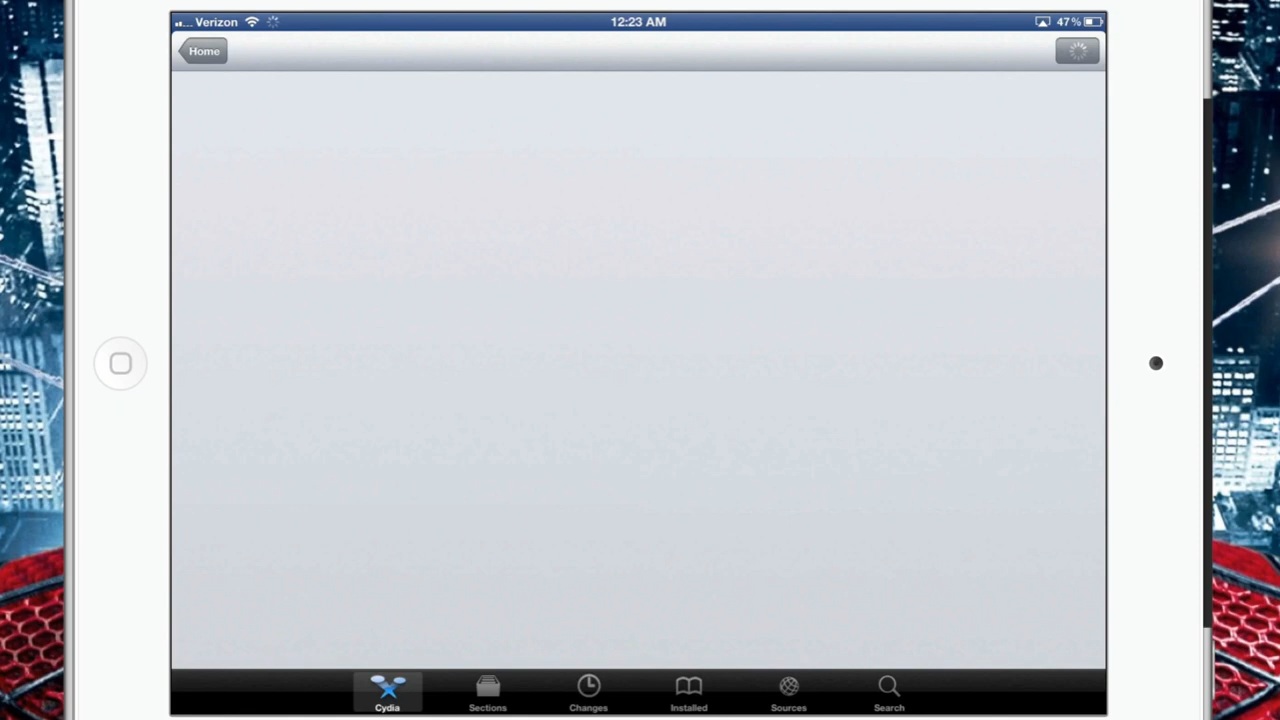 Verizon
12:23 AM
47%
Home
Cydia
Sections
Changes
Installed
Sources
Search